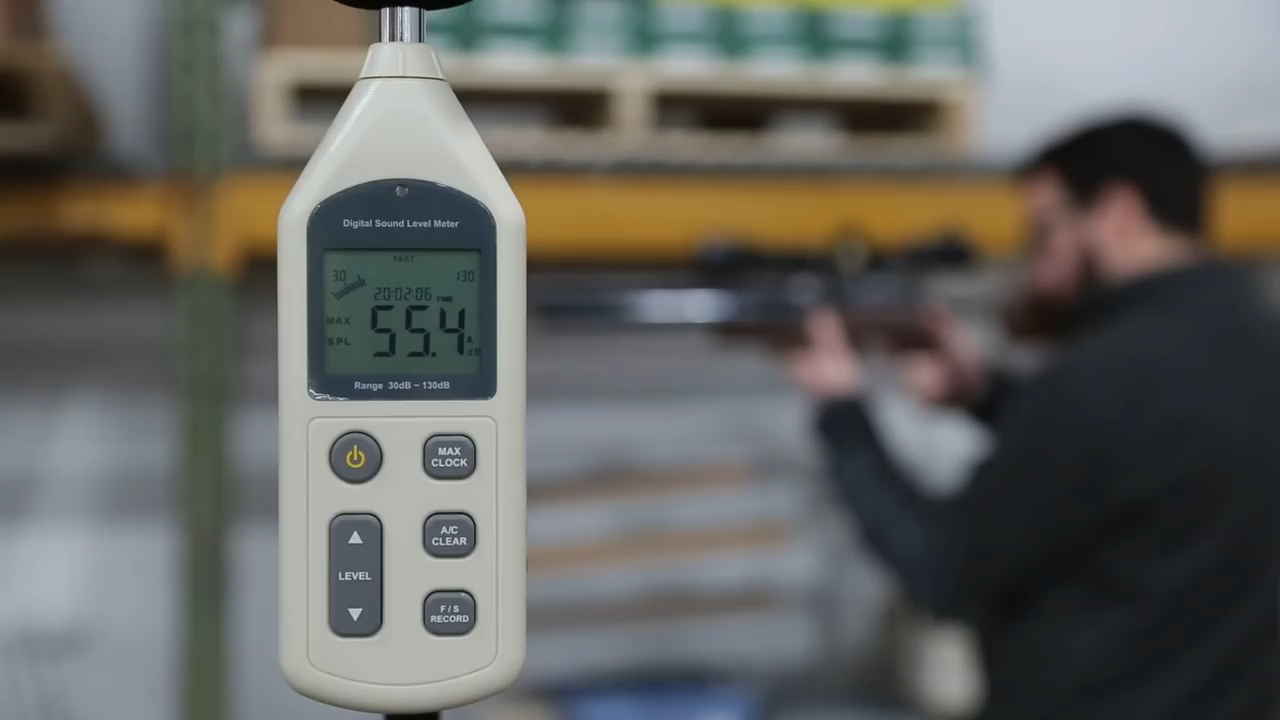 Digital Sound Level Meter
FAST
30 130
20:02:06 TIME
MAX
SPL
55.4 A
dB
Range 30dB ~ 130dB
MAX
CLOCK
LEVEL
A/C
CLEAR
F / S
RECORD